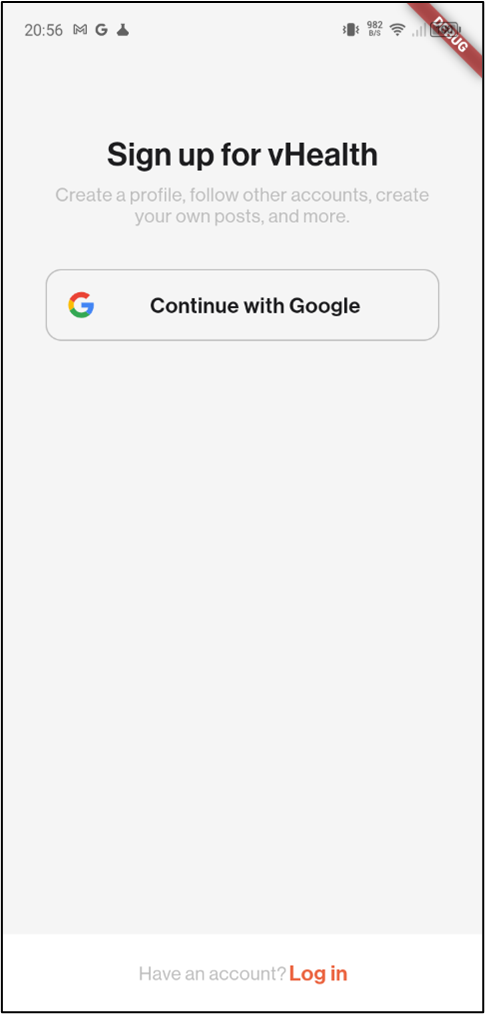 20:56
982
B/S
DEBUG
Sign up for vHealth
Create a profile, follow other accounts, create
your own posts, and more.
Continue with Google
Have an account? Log in